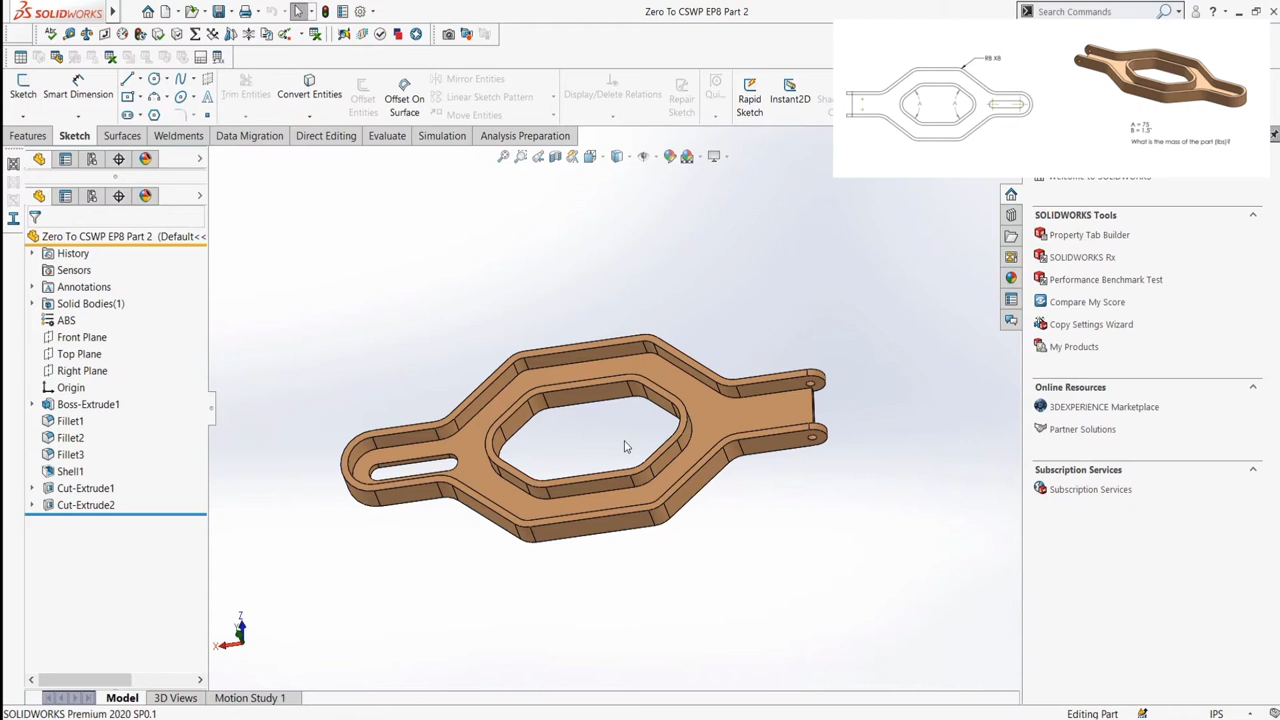 SOLIDWORKS
Zero To CSWP EP8 Part 2
Search Commands
Sketch
Smart Dimension
Trim Entities
Convert Entities
Offset Entities
Offset On Surface
Mirror Entities
Linear Sketch Pattern
Move Entities
Display/Delete Relations
Repair Sketch
Qui...
Rapid Sketch
Instant2D
Features
Sketch
Surfaces
Weldments
Data Migration
Direct Editing
Evaluate
Simulation
Analysis Preparation
R8 X8
A
A
A = 75
B = 1.5"
What is the mass of the part (lbs)?
Zero To CSWP EP8 Part 2 (Default<<
History
Sensors
Annotations
Solid Bodies(1)
ABS
Front Plane
Top Plane
Right Plane
Origin
Boss-Extrude1
Fillet1
Fillet2
Fillet3
Shell1
Cut-Extrude1
Cut-Extrude2
SOLIDWORKS Tools
Property Tab Builder
SOLIDWORKS Rx
Performance Benchmark Test
Compare My Score
Copy Settings Wizard
My Products
Online Resources
3DEXPERIENCE Marketplace
Partner Solutions
Subscription Services
Subscription Services
Z
X
Model
3D Views
Motion Study 1
SOLIDWORKS Premium 2020 SP0.1
Editing Part
IPS